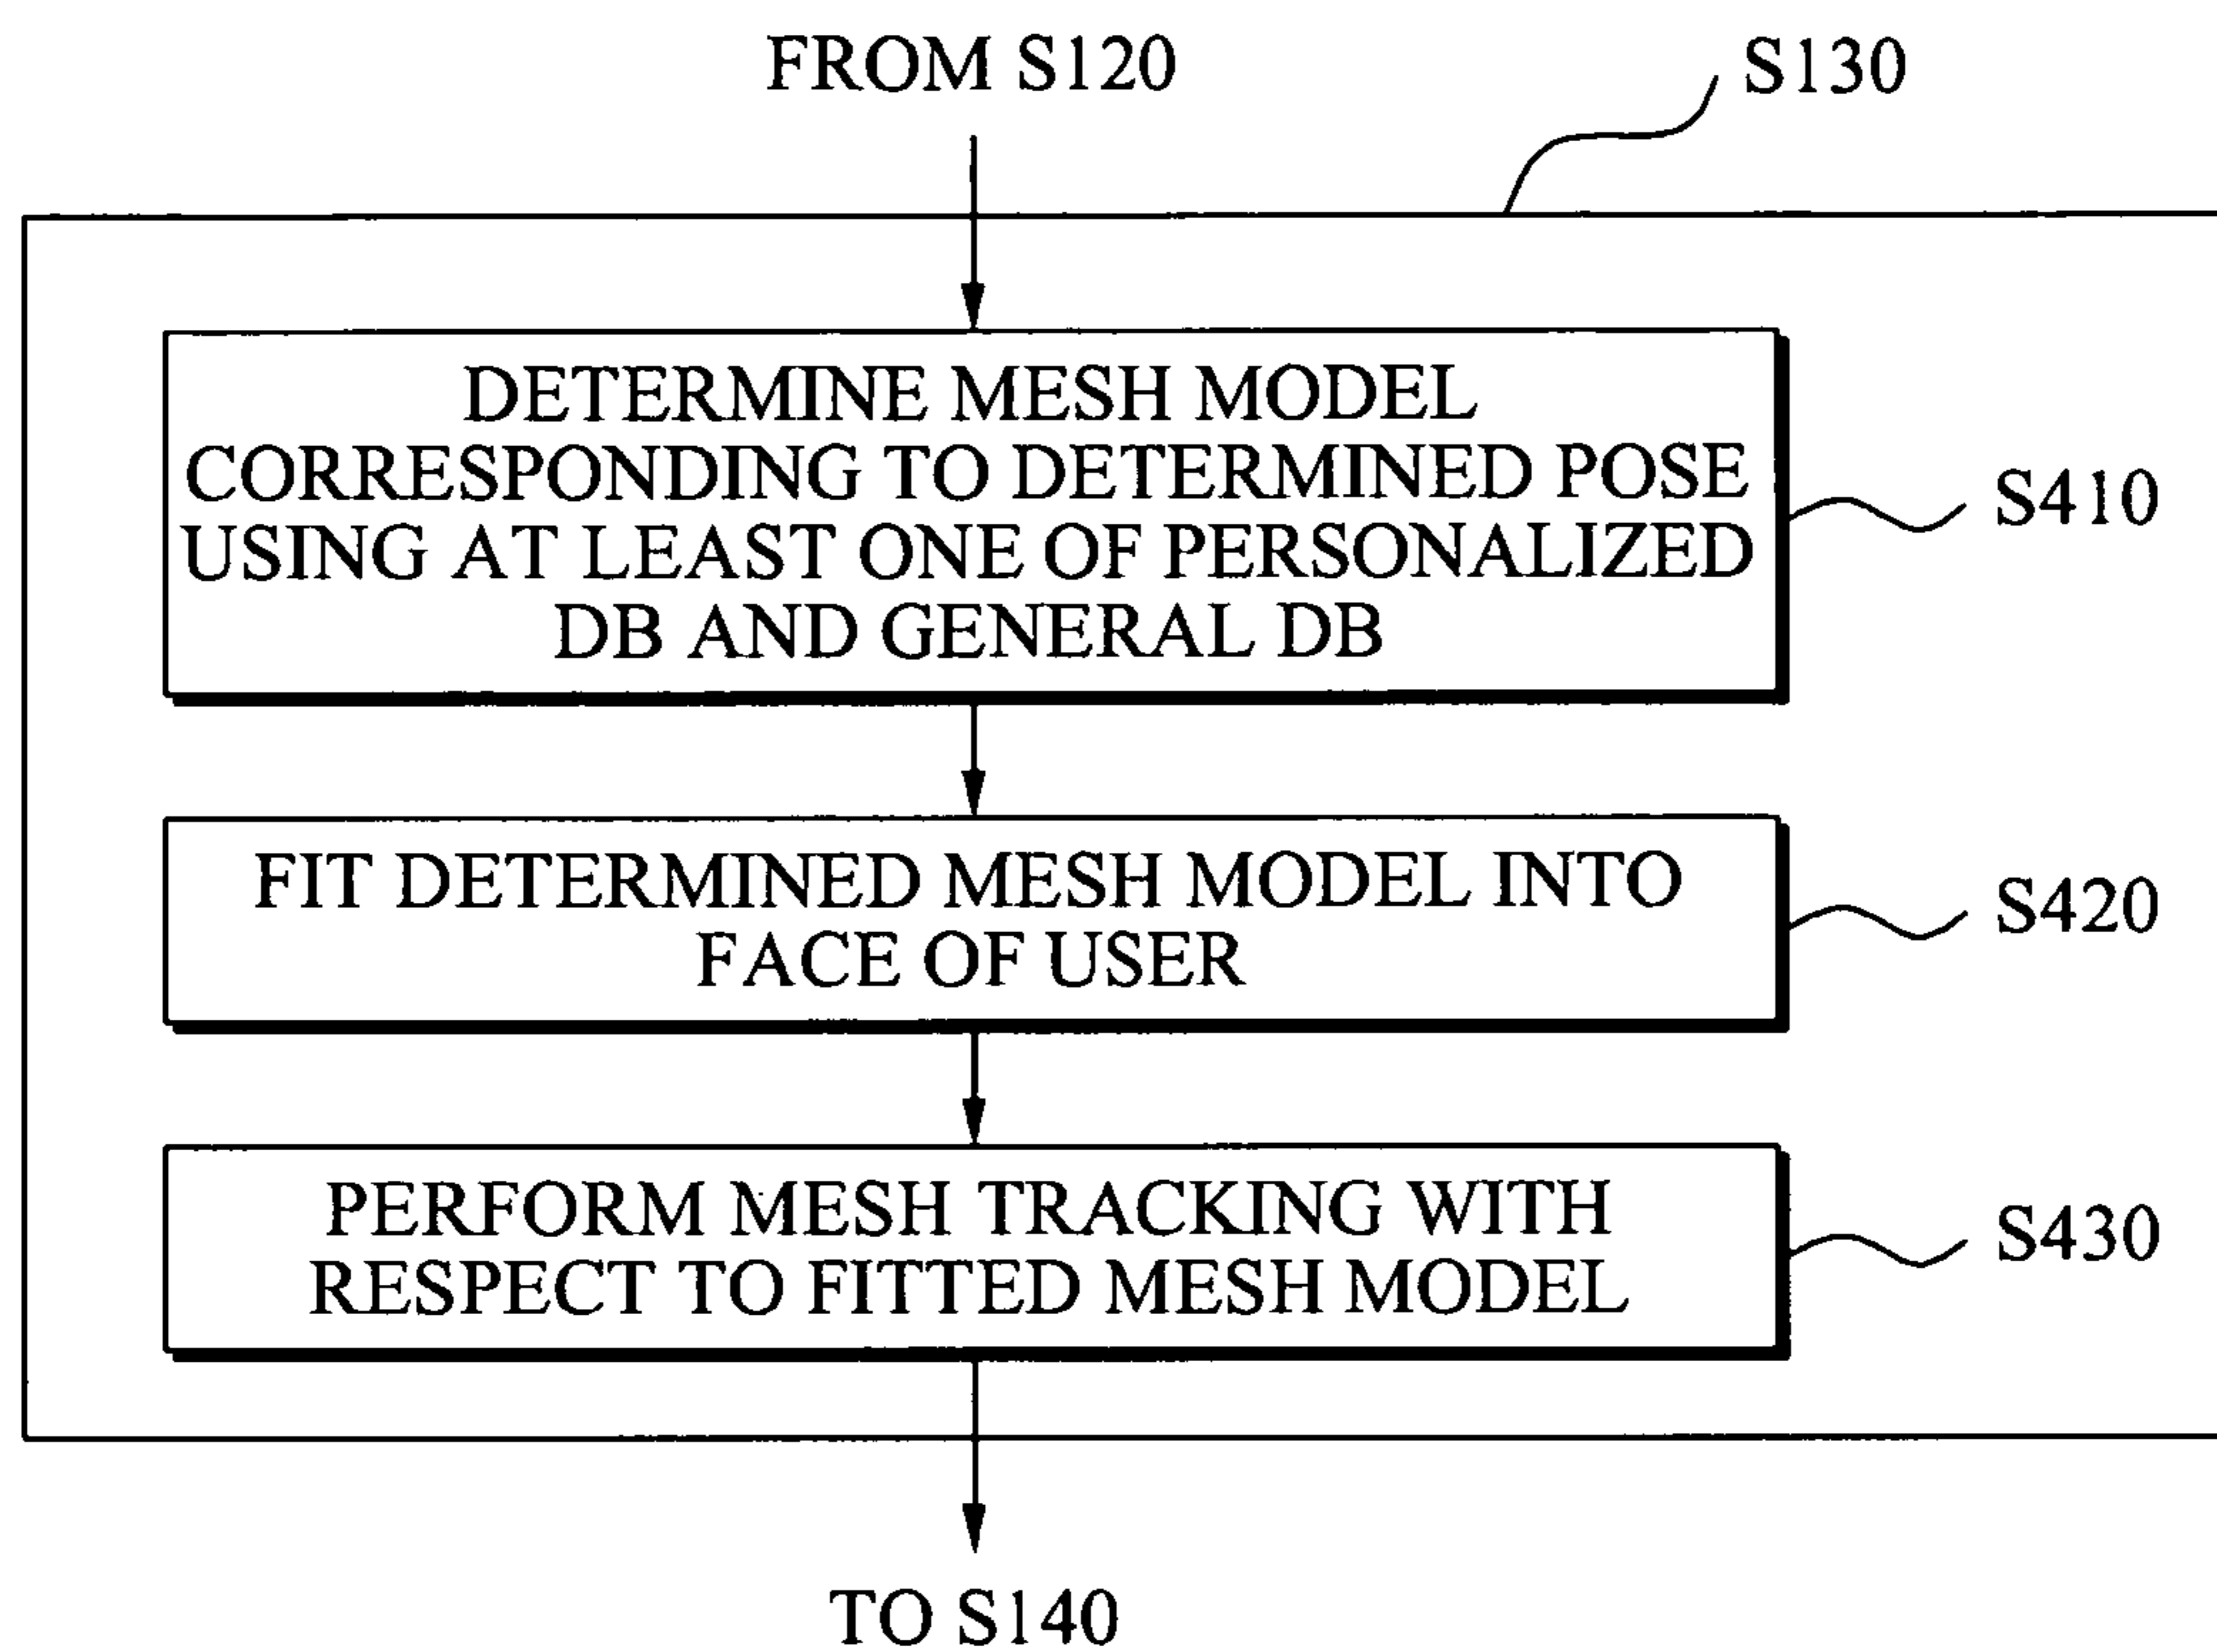 FROM S120
S130
DETERMINE MESH MODEL
CORRESPONDING TO DETERMINED POSE
USING AT LEAST ONE OF PERSONALIZED
DB AND GENERAL DB
S410
FIT DETERMINED MESH MODEL INTO
FACE OF USER
S420
PERFORM MESH TRACKING WITH
RESPECT TO FITTED MESH MODEL
S430
TO S140